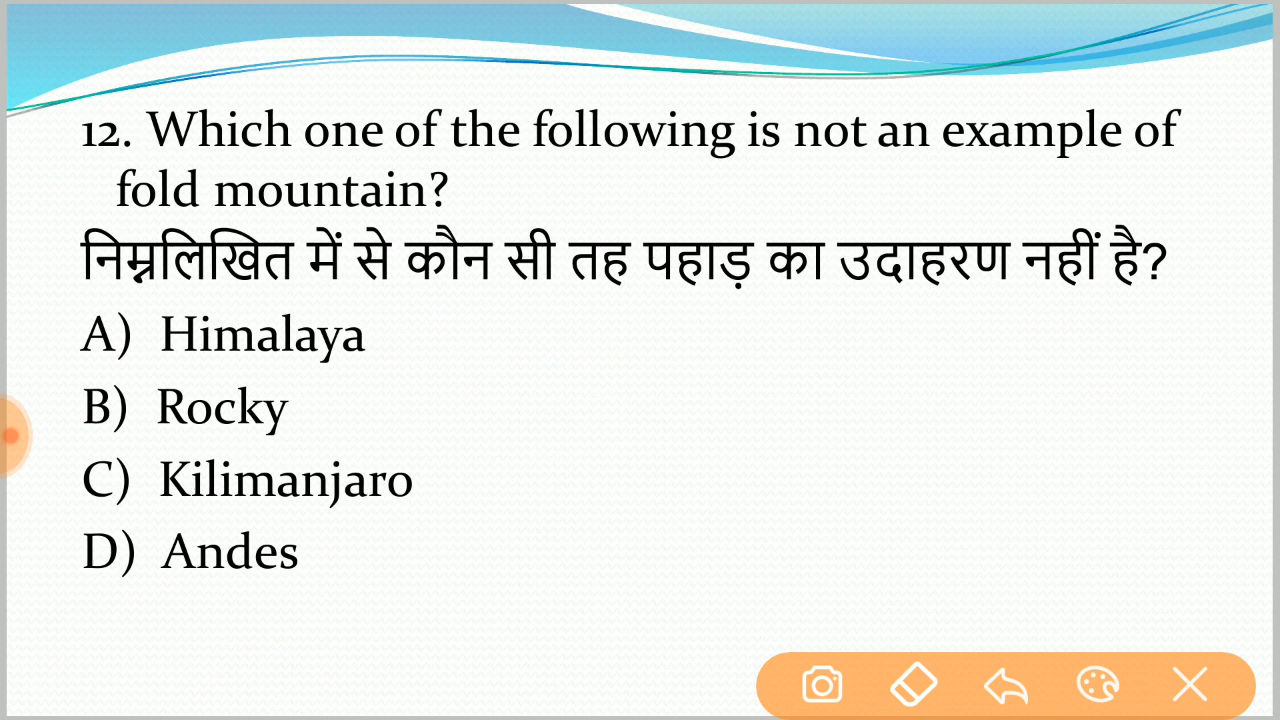 12. Which one of the following is not an example of
fold mountain?
निम्नलिखित में से कौन सी तह पहाड़ का उदाहरण नहीं है?
A) Himalaya
B) Rocky
C) Kilimanjaro
D) Andes